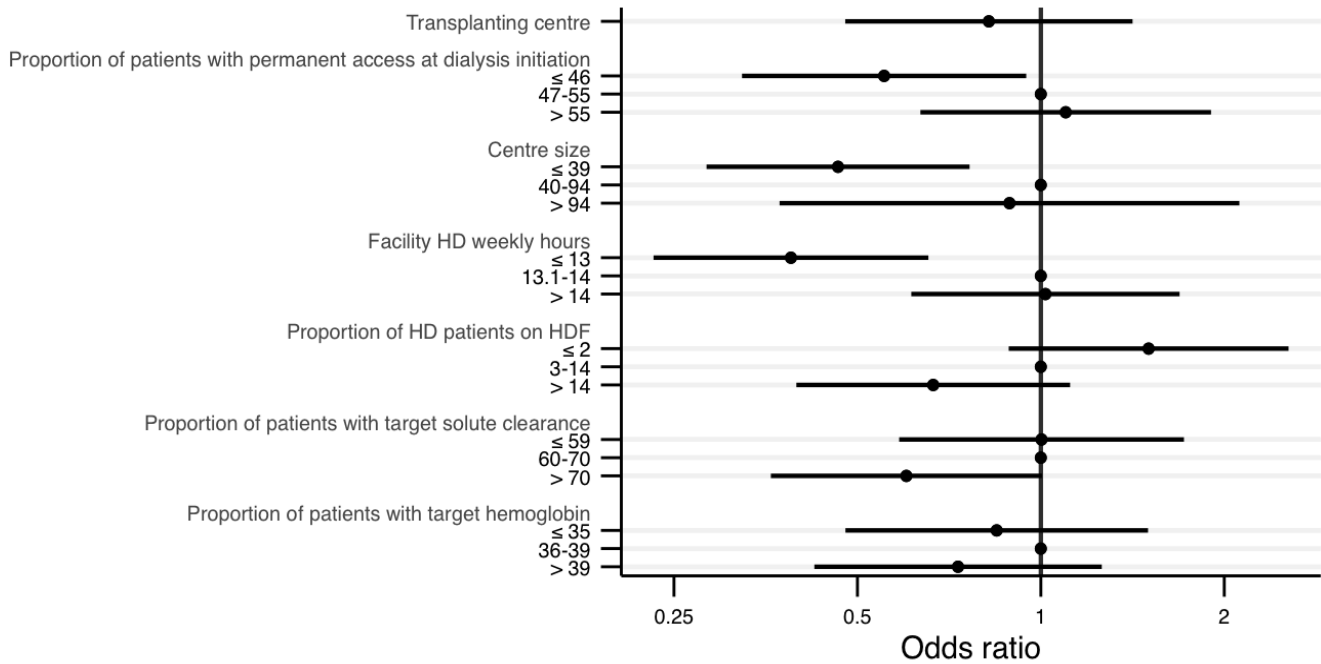 Transplanting centre
Proportion of patients with permanent access at dialysis initiation
≤ 46
47-55
> 55
Centre size
≤ 39
40-94
> 94
Facility HD weekly hours
≤ 13
13.1-14
> 14
Proportion of HD patients on HDF
≤ 2
3-14
> 14
Proportion of patients with target solute clearance
≤ 59
60-70
> 70
Proportion of patients with target hemoglobin
≤ 35
36-39
> 39
0.25 0.5 1 2
Odds ratio